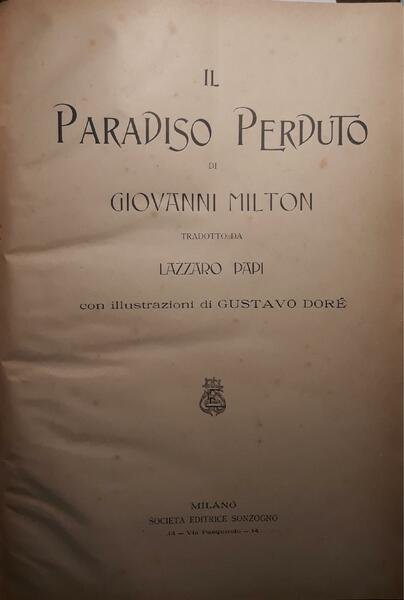 IL
PARADISO PERDUTO
DI
GIOVANNI MILTON
TRADOTTO DA
LAZZARO PAPI
con illustrazioni di GUSTAVO DORÉ
MILANO
SOCIETA EDITRICE SONZOGNO
14 — Via Pasquirolo — 14